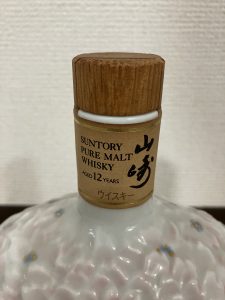 SUNTORY
PURE MALT
WHISKY
AGED 12 YEARS
山崎
ウイスキー